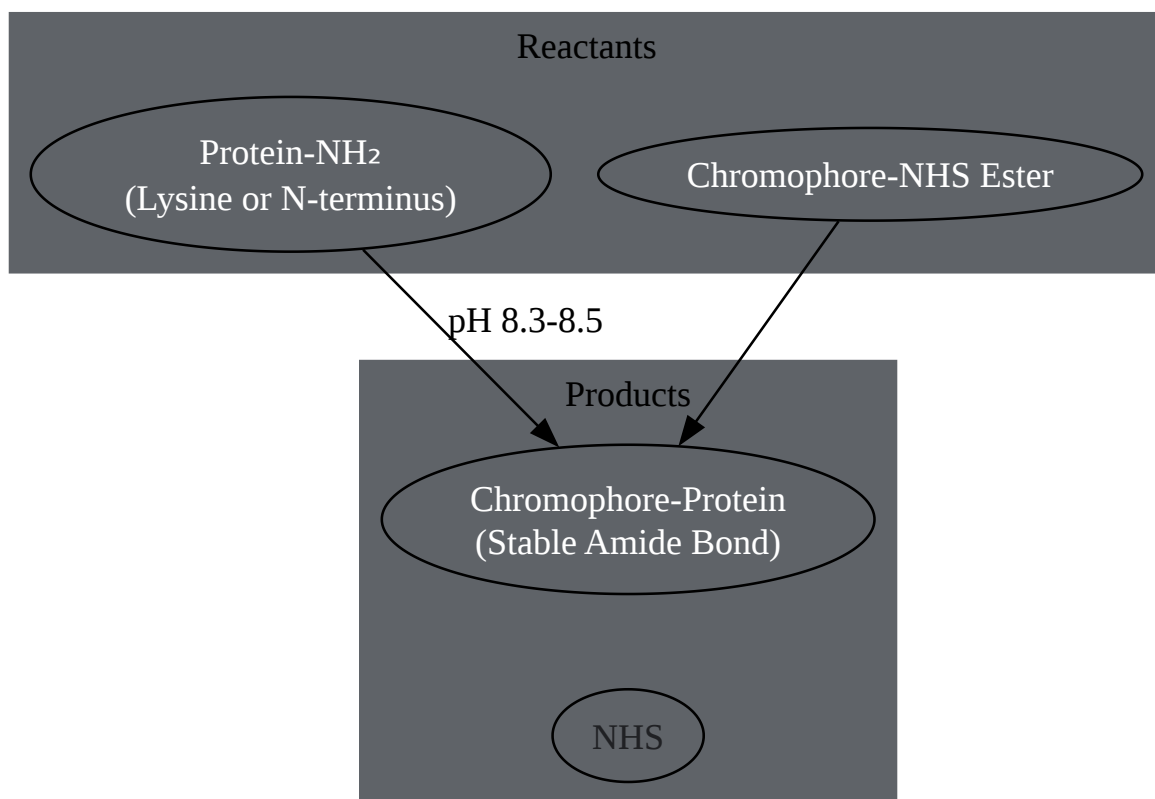 Reactants
Protein-NH₂
(Lysine or N-terminus)
Chromophore-NHS Ester
pH 8.3-8.5
Products
Chromophore-Protein
(Stable Amide Bond)
NHS